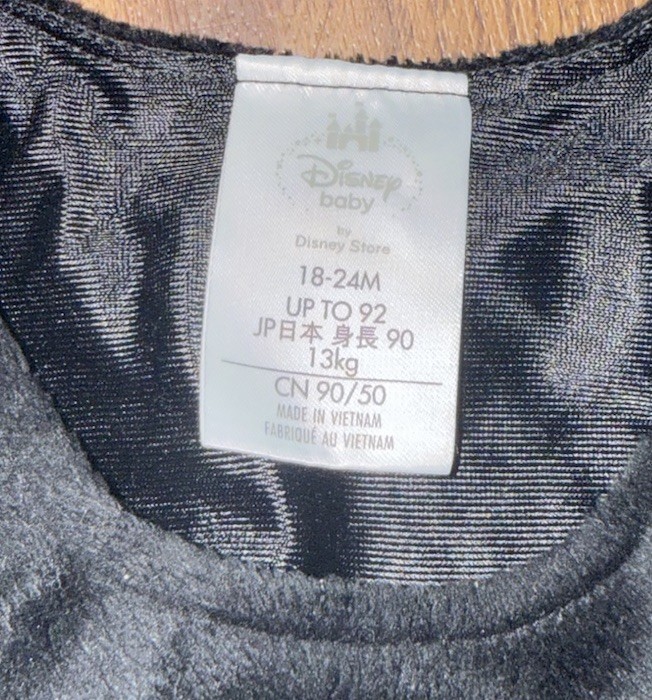 Disney
baby
by
Disney Store
18-24M
UP TO 92
JP日本 身長 90
13kg
CN 90/50
MADE IN VIETNAM
FABRIQUÉ AU VIETNAM